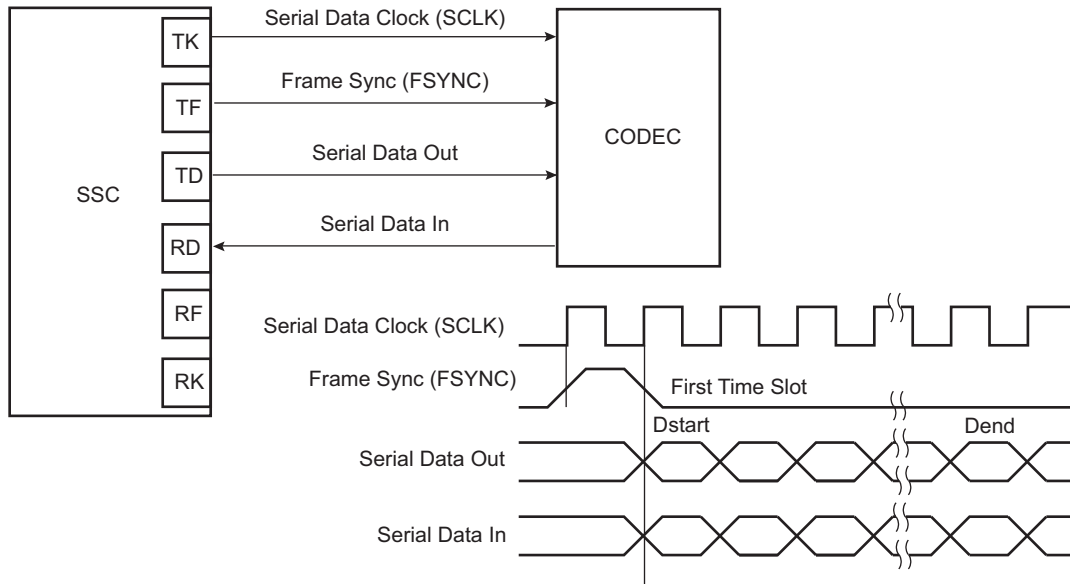 Serial Data Clock (SCLK)
TK
Frame Sync (FSYNC)
TF
CODEC
Serial Data Out
TD
SSC
Serial Data In
RD
RF
Serial Data Clock (SCLK)
RK
Frame Sync (FSYNC)
First Time Slot
Dstart
Dend
Serial Data Out
Serial Data In